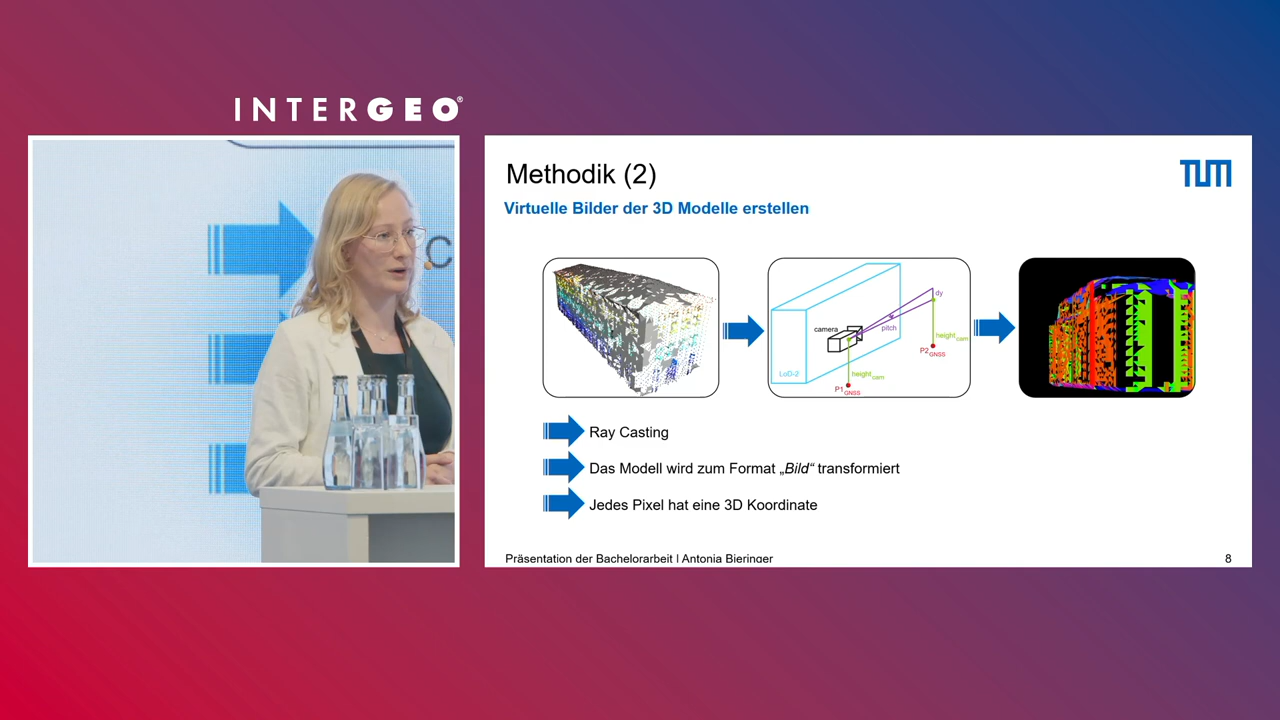 INTERGEO®
C
Methodik (2)
TUM
Virtuelle Bilder der 3D Modelle erstellen
camera
pitch
dy
height cam
P2 GNSS
LoD-2
height cam
P1 GNSS
Ray Casting
Das Modell wird zum Format „Bild“ transformiert
Jedes Pixel hat eine 3D Koordinate
Präsentation der Bachelorarbeit | Antonia Bieringer
8